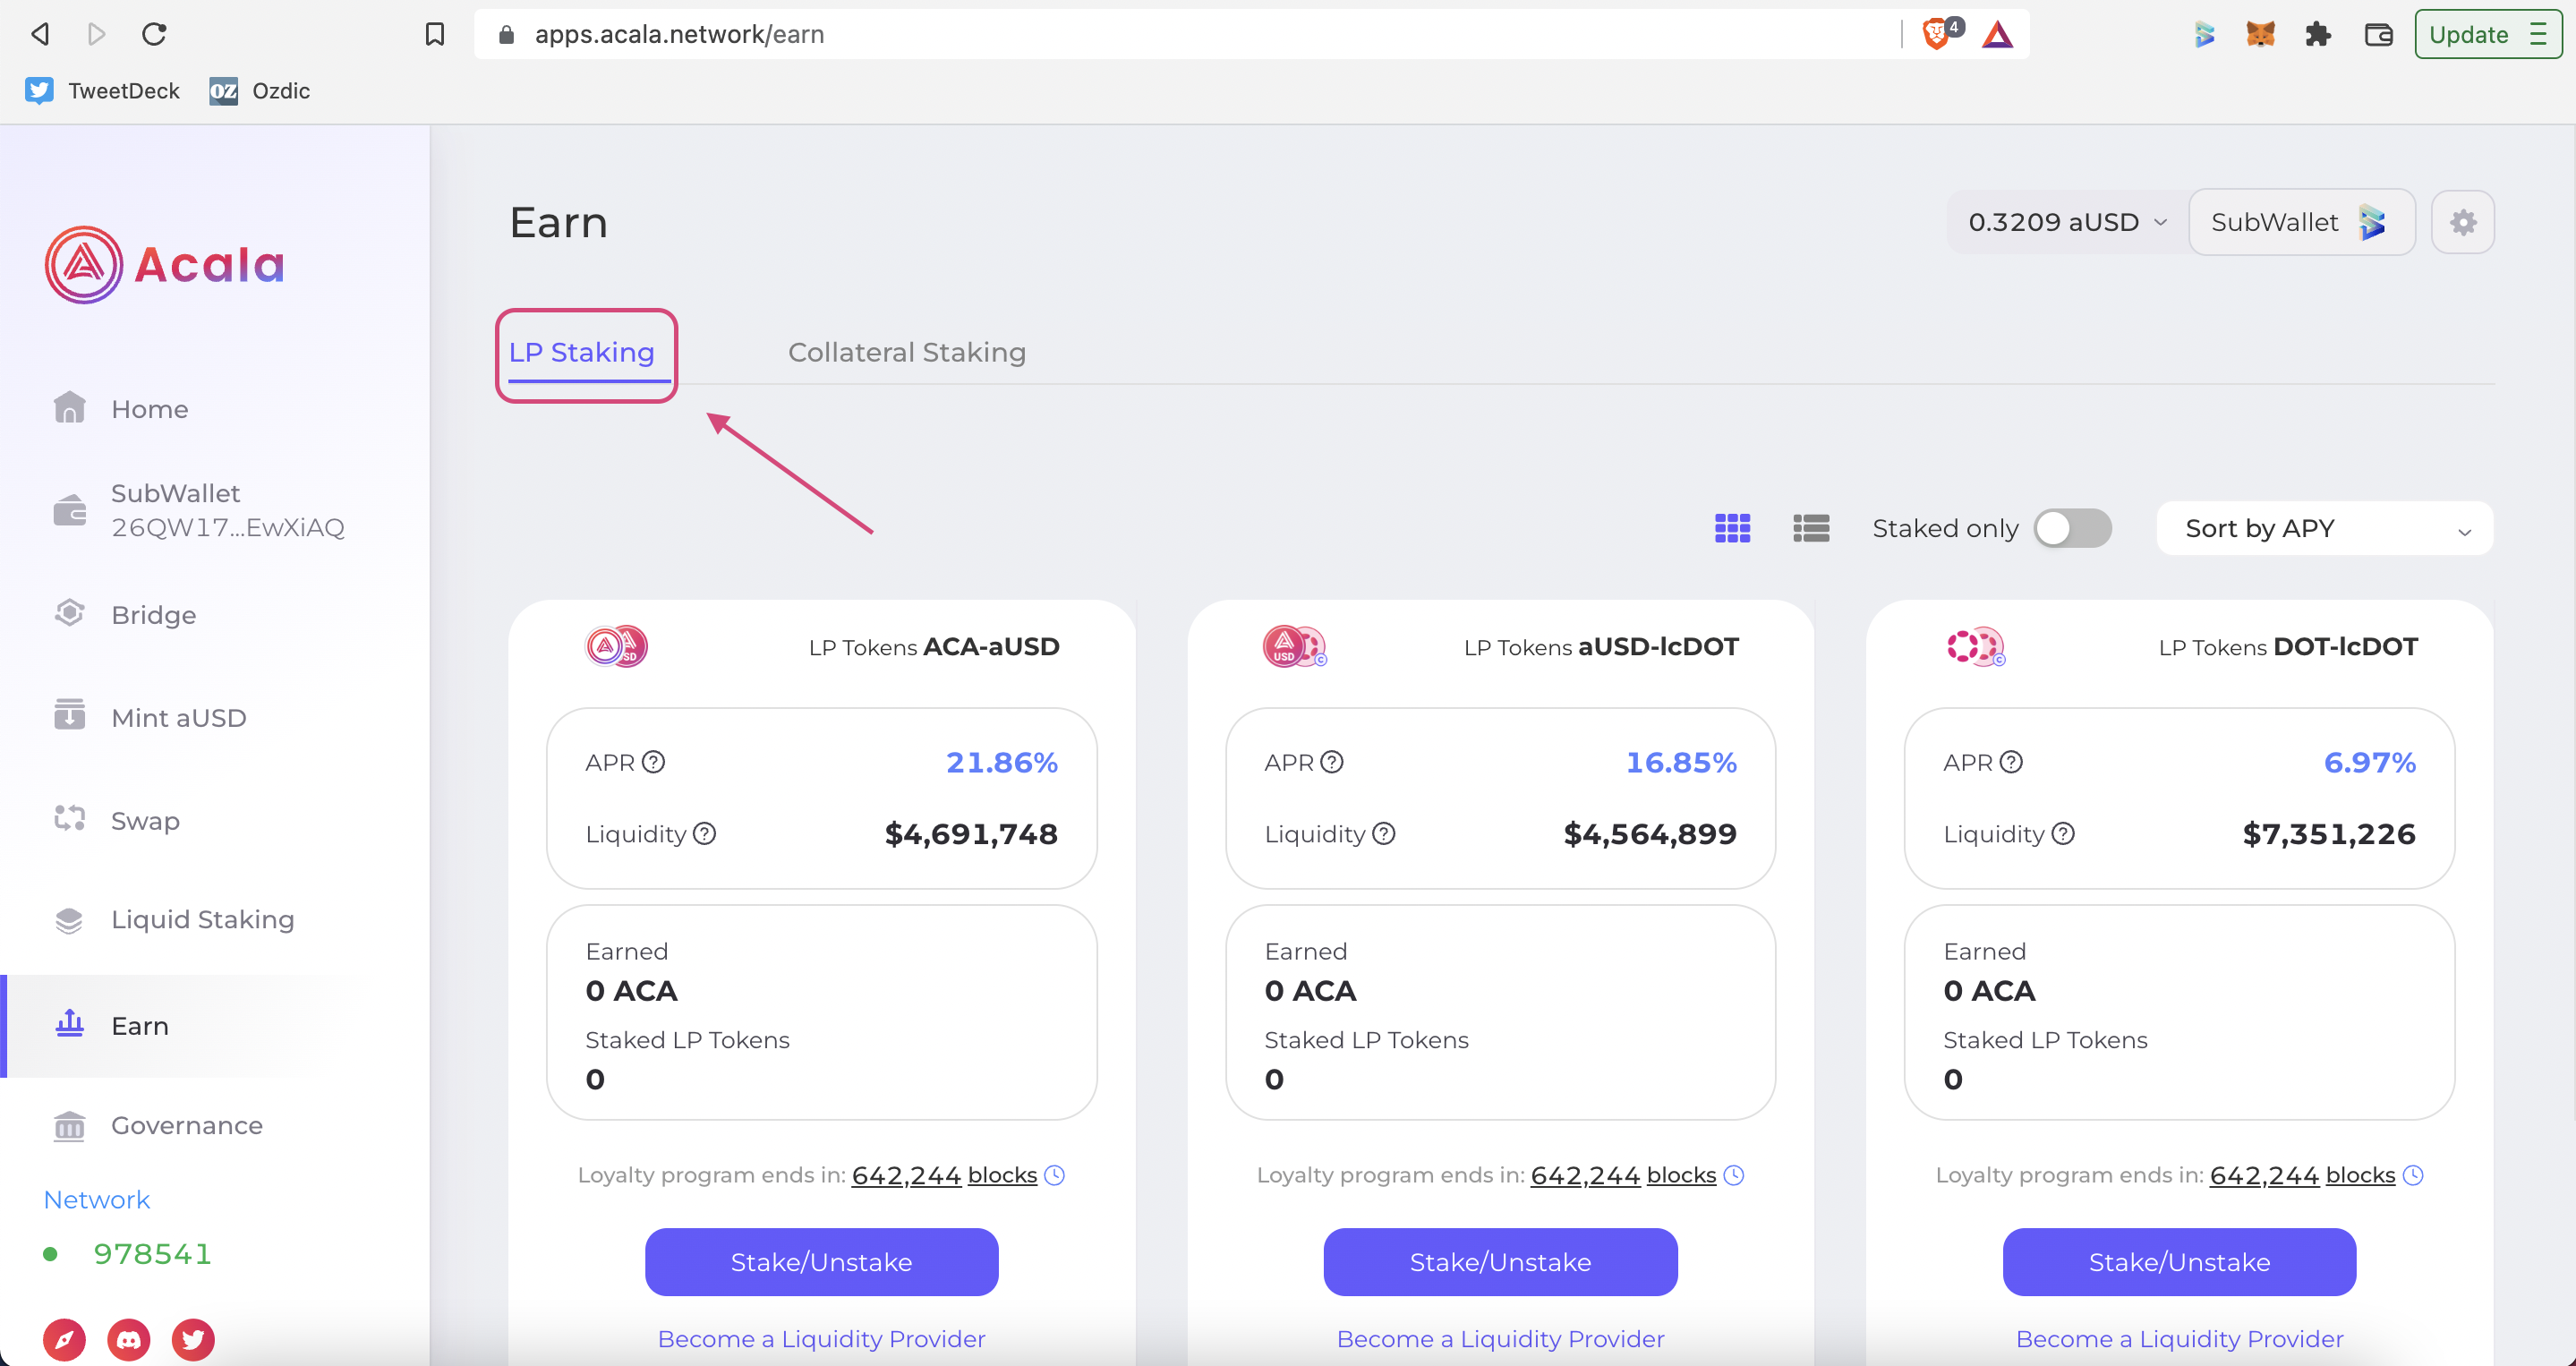 apps.acala.network/earn
4
Update
TweetDeck
OZ
Ozdic
Acala
Home
SubWallet
26QW17...EwXiAQ
Bridge
Mint aUSD
Swap
Liquid Staking
Earn
Governance
Network
978541
Earn
0.3209 aUSD
SubWallet
LP Staking
Collateral Staking
Staked only
Sort by APY
LP Tokens ACA-aUSD
APR ? 21.86%
Liquidity ? $4,691,748
Earned
0 ACA
Staked LP Tokens
0
Loyalty program ends in: 642,244 blocks
Stake/Unstake
Become a Liquidity Provider
USD
LP Tokens aUSD-lcDOT
APR ? 16.85%
Liquidity ? $4,564,899
Earned
0 ACA
Staked LP Tokens
0
Loyalty program ends in: 642,244 blocks
Stake/Unstake
Become a Liquidity Provider
LP Tokens DOT-lcDOT
APR ? 6.97%
Liquidity ? $7,351,226
Earned
0 ACA
Staked LP Tokens
0
Loyalty program ends in: 642,244 blocks
Stake/Unstake
Become a Liquidity Provider